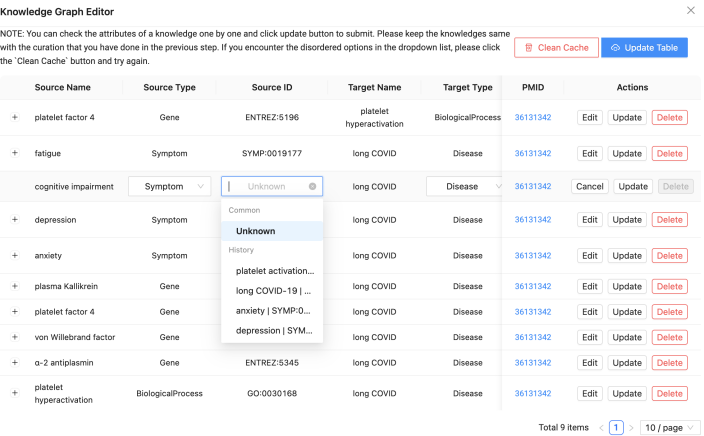 Knowledge Graph Editor
NOTE: You can check the attributes of a knowledge one by one and click update button to submit. Please keep the knowledges same
with the curation that you have done in the previous step. If you encounter the disordered options in the dropdown list, please click
the `Clean Cache` button and try again.
Clean Cache
Update Table
Source Name Source Type Source ID Target Name Target Type PMID Actions
+ platelet factor 4 Gene ENTREZ:5196 platelet hyperactivation BiologicalProcess 36131342 Edit Update Delete
+ fatigue Symptom SYMP:0019177 long COVID Disease 36131342 Edit Update Delete
cognitive impairment Symptom Unknown long COVID Disease 36131342 Cancel Update Delete
Common
Unknown
History
platelet activation...
long COVID-19 | ...
anxiety | SYMP:0...
depression | SYM...
+ depression Symptom long COVID Disease 36131342 Edit Update Delete
+ anxiety Symptom long COVID Disease 36131342 Edit Update Delete
+ plasma Kallikrein Gene long COVID Disease 36131342 Edit Update Delete
+ platelet factor 4 Gene long COVID Disease 36131342 Edit Update Delete
+ von Willebrand factor Gene long COVID Disease 36131342 Edit Update Delete
+ α-2 antiplasmin Gene ENTREZ:5345 long COVID Disease 36131342 Edit Update Delete
+ platelet hyperactivation BiologicalProcess GO:0030168 long COVID Disease 36131342 Edit Update Delete
Total 9 items < 1 > 10 / page